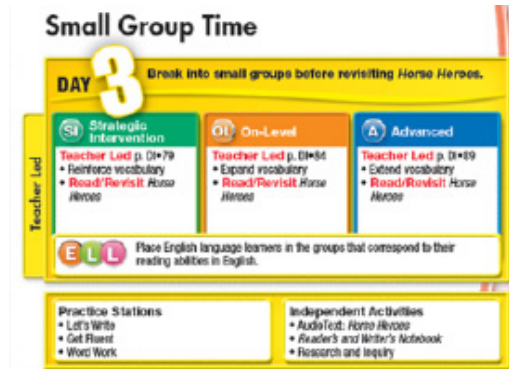 Small Group Time
DAY 3
Break into small groups before revisiting Horse Heroes.
Teacher Led
SI Strategic
Intervention
Teacher Led p. DI•79
• Reinforce vocabulary
• Read/Revisit Horse
Heroes
OL On-Level
Teacher Led p. DI•84
• Expand vocabulary
• Read/Revisit Horse
Heroes
A Advanced
Teacher Led p. DI•89
• Extend vocabulary
• Read/Revisit Horse
Heroes
ELL
Place English language learners in the groups that correspond to their
reading abilities in English.
Practice Stations
• Let's Write
• Get Fluent
• Word Work
Independent Activities
• AudioText: Horse Heroes
• Reader's and Writer's Notebook
• Research and Inquiry